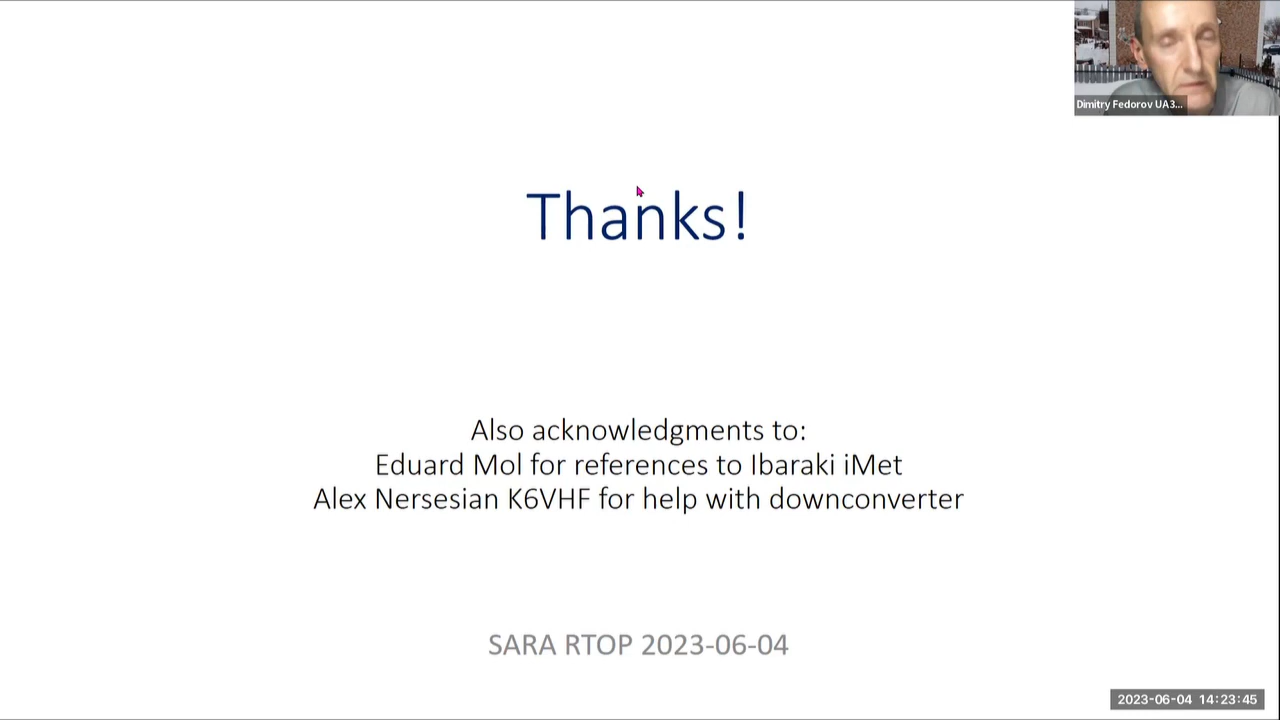 Dimitry Fedorov UA3...
Thanks!
Also acknowledgments to:
Eduard Mol for references to Ibaraki iMet
Alex Nersesian K6VHF for help with downconverter
SARA RTOP 2023-06-04
2023-06-04 14:23:45